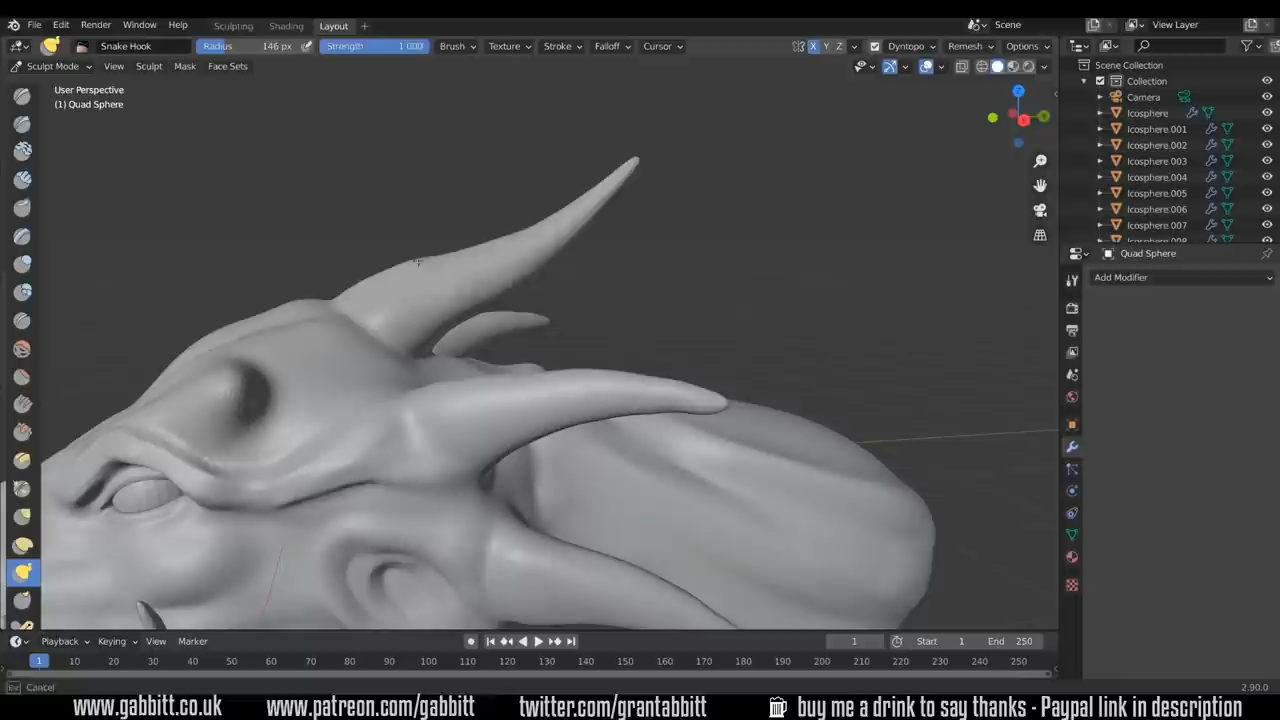 File Edit Render Window Help Sculpting Shading Layout + Scene View Layer
Snake Hook Radius 146 px Strength 1.000 Brush Texture Stroke Falloff Cursor X Y Z Dyntopo Remesh Options
Sculpt Mode View Sculpt Mask Face Sets
User Perspective
(1) Quad Sphere
Scene Collection
Collection
Camera
Icosphere
Icosphere.001
Icosphere.002
Icosphere.003
Icosphere.004
Icosphere.005
Icosphere.006
Icosphere.007
Icosphere.008
Quad Sphere
Add Modifier
Playback Keying View Marker 1 Start 1 End 250
1 10 20 30 40 50 60 70 80 90 100 110 120 130 140 150 160 170 180 190 200 210 220 230 240 250
Cancel 2.90.0
www.gabbitt.co.uk www.patreon.com/gabbitt twitter.com/grantabbitt buy me a drink to say thanks - Paypal link in description